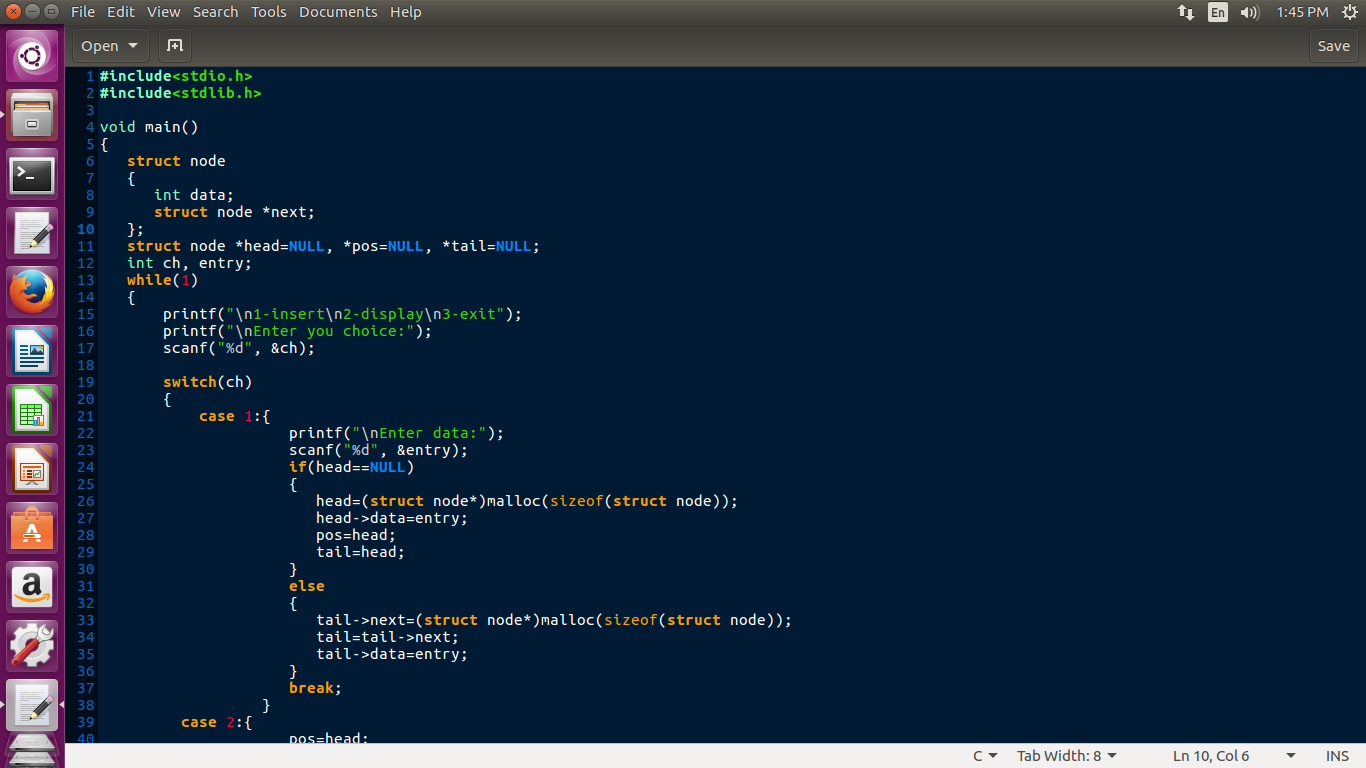 File Edit View Search Tools Documents Help En 1:45 PM
Open Save
1 #include<stdio.h>
2 #include<stdlib.h>
3
4 void main()
5 {
6    struct node
7    {
8       int data;
9       struct node *next;
10    };
11    struct node *head=NULL, *pos=NULL, *tail=NULL;
12    int ch, entry;
13    while(1)
14    {
15        printf("\n1-insert\n2-display\n3-exit");
16        printf("\nEnter you choice:");
17        scanf("%d", &ch);
18
19        switch(ch)
20        {
21            case 1:{
22                      printf("\nEnter data:");
23                      scanf("%d", &entry);
24                      if(head==NULL)
25                      {
26                         head=(struct node*)malloc(sizeof(struct node));
27                         head->data=entry;
28                         pos=head;
29                         tail=head;
30                      }
31                      else
32                      {
33                         tail->next=(struct node*)malloc(sizeof(struct node));
34                         tail=tail->next;
35                         tail->data=entry;
36                      }
37                      break;
38                   }
39          case 2:{
40                      pos=head;
C Tab Width: 8 Ln 10, Col 6 INS